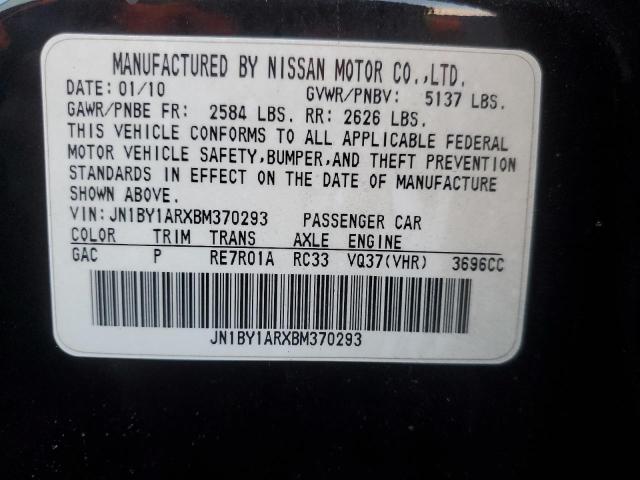 MANUFACTURED BY NISSAN MOTOR CO.,LTD.
DATE: 01/10 GVWR/PNBV: 5137 LBS.
GAWR/PNBE FR: 2584 LBS. RR: 2626 LBS.
THIS VEHICLE CONFORMS TO ALL APPLICABLE FEDERAL
MOTOR VEHICLE SAFETY,BUMPER,AND THEFT PREVENTION
STANDARDS IN EFFECT ON THE DATE OF MANUFACTURE
SHOWN ABOVE.
VIN: JN1BY1ARXBM370293 PASSENGER CAR
COLOR TRIM TRANS AXLE ENGINE
GAC P RE7R01A RC33 VQ37(VHR) 3696CC
JN1BY1ARXBM370293